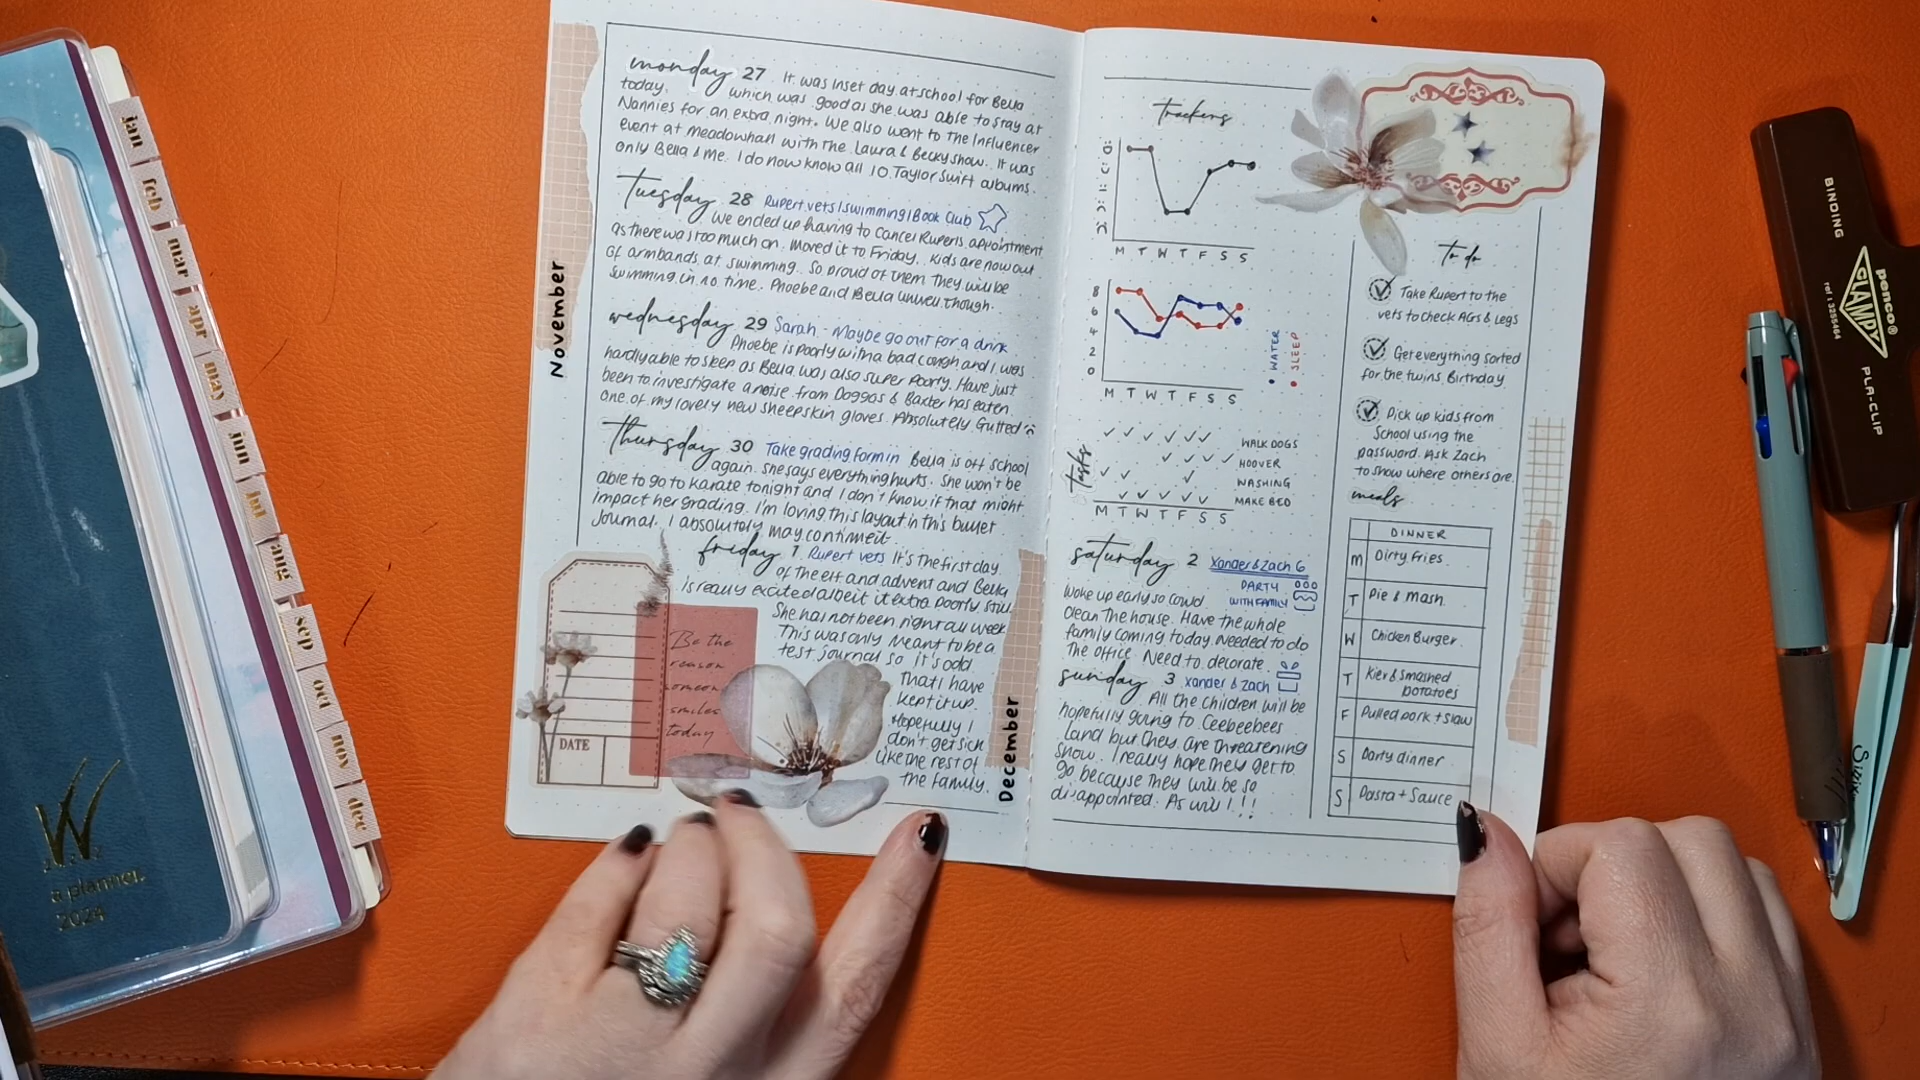 jan
feb
mar
apr
may
jun
jul
aug
sep
oct
nov
dec
W
a planner.
2024
November
monday 27 It was inset day at school for Bella
today. which was good as she was able to stay at
Nannies for an extra night. We also went to the Influencer
event at meadowhall with the Laura & Becky show. It was
only Bella & me. I do now know all 10 Taylor Swift albums.
Tuesday 28 Rupert vets | swimming | Book Club
We ended up having to cancel Ruperts appointment
as there was too much on. Moved it to Friday. Kids are now out
of armbands at swimming. So proud of them they will be
swimming in no time. Phoebe and Bella unwell though.
wednesday 29 Sarah - Maybe go out for a drink
Phoebe is poorly with a bad cough and I was
hardly able to sleep as Bella was also super poorly. Have just
been to investigate a noise from Doggos & Baxter has eaten
one of my lovely new sheepskin gloves. Absolutely Gutted
Thursday 30 Take grading form in Bella is off school
again. She says everything hurts. She won't be
able to go to karate tonight and I don't know if that might
impact her grading. I'm loving this layout in this bullet
Journal. I absolutely may continue it.
friday 1 Rupert vets It's the first day
of the elf and advent and Bella
is really excited albeit it extra poorly still.
She has not been right all week
This was only meant to be a
test journal so it's odd
that I have
kept it up.
Hopefully I
don't get sick
like the rest of
the family.
DATE
Be the
reason
someone
smiles
today
December
trackers
M T W T F S S
8
6
4
2
0
M T W T F S S
WATER
SLEEP
tasks
WALK DOGS
HOOVER
WASHING
MAKE BED
M T W T F S S
saturday 2 Xander & Zach 6
PARTY
WITH FAMILY
Woke up early so could
clean the house. Have the whole
family coming today. Needed to do
the office. Need to decorate.
sunday 3 Xander & Zach
All the children will be
hopefully going to Ceebeebees
Land but they are threatening
snow. I really hope they get to
go because they will be so
disappointed. As will I!!!
to do
Take Rupert to the
vets to check AGs & Legs
Get everything sorted
for the twins Birthday
Pick up kids from
School using the
password. Ask Zach
to show where others are.
meals
DINNER
M Dirty Fries
T Pie & Mash
W Chicken Burger
T Kiev & smashed
potatoes
F Pulled pork + slaw
S Party dinner
S Pasta + Sauce
BINDING
penco®
CLAMPY
ref 1 3295464
PLA-CLIP